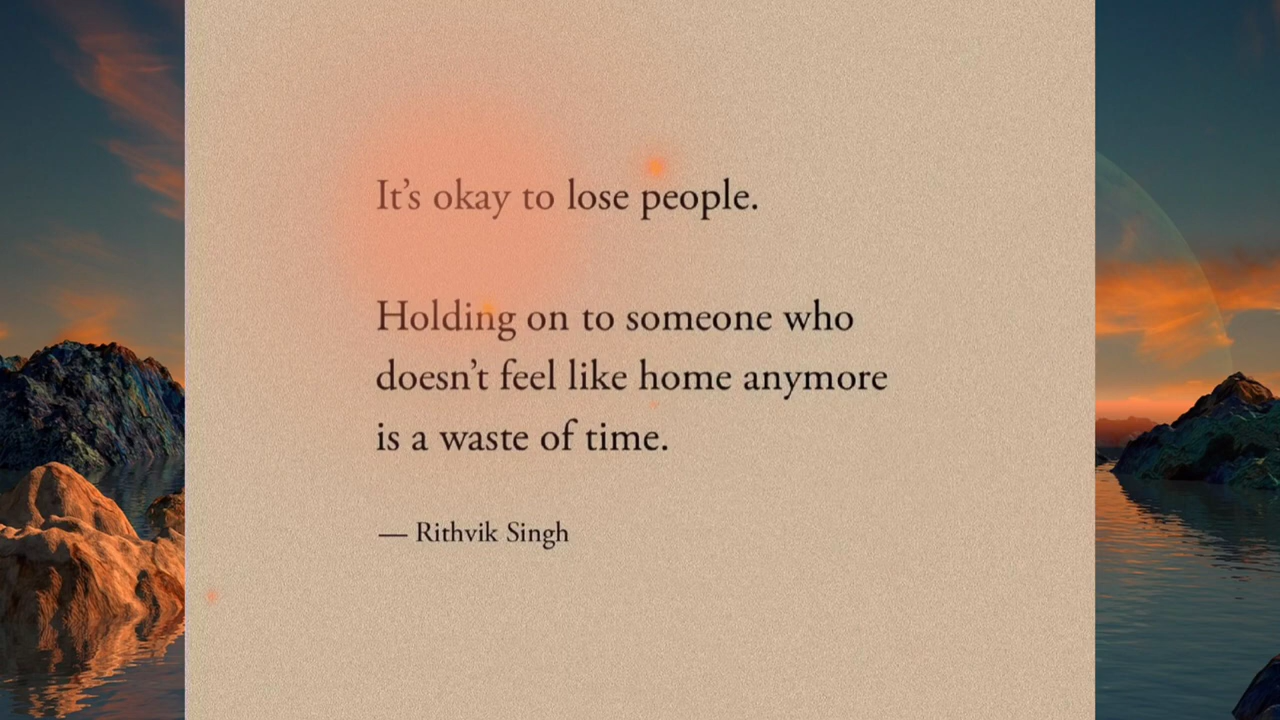 It's okay to lose people.
Holding on to someone who
doesn't feel like home anymore
is a waste of time.
— Rithvik Singh